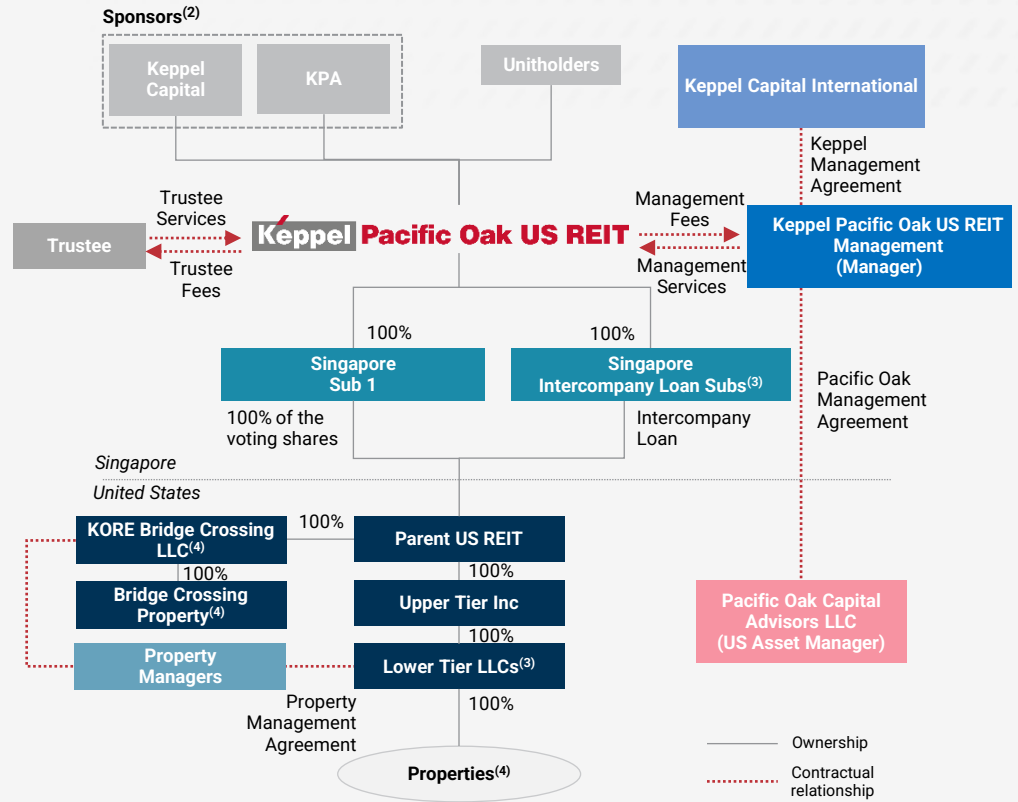 Sponsors(2)
Keppel
Capital
KPA
Unitholders
Keppel Capital International
Keppel
Management
Agreement
Trustee
Services
Trustee
Trustee
Fees
Keppel Pacific Oak US REIT
Management
Fees
Management
Services
Keppel Pacific Oak US REIT
Management
(Manager)
100%
100%
Singapore
Sub 1
Singapore
Intercompany Loan Subs(3)
Pacific Oak
Management
Agreement
100% of the
voting shares
Intercompany
Loan
Singapore
United States
KORE Bridge Crossing
LLC(4)
100%
Parent US REIT
100%
100%
Bridge Crossing
Property(4)
Upper Tier Inc
Pacific Oak Capital
Advisors LLC
(US Asset Manager)
100%
Property
Managers
Lower Tier LLCs(3)
Property
Management
Agreement
100%
Properties(4)
Ownership
Contractual
relationship